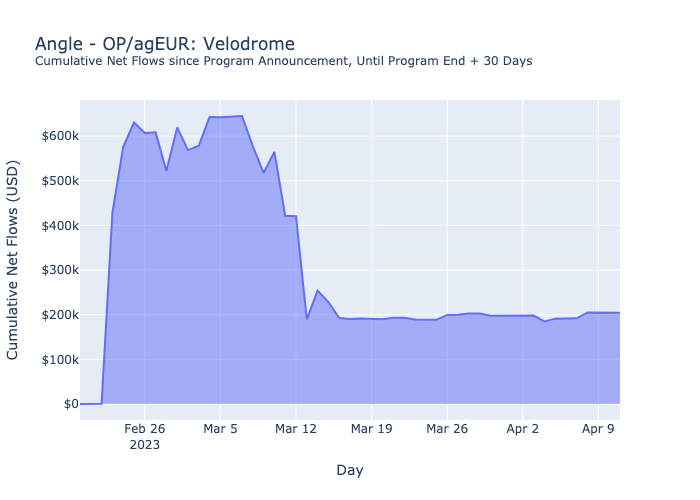 Angle - OP/agEUR: Velodrome
Cumulative Net Flows since Program Announcement, Until Program End + 30 Days
Cumulative Net Flows (USD)
$600k
$500k
$400k
$300k
$200k
$100k
$0
Feb 26
2023
Mar 5
Mar 12
Mar 19
Mar 26
Apr 2
Apr 9
Day